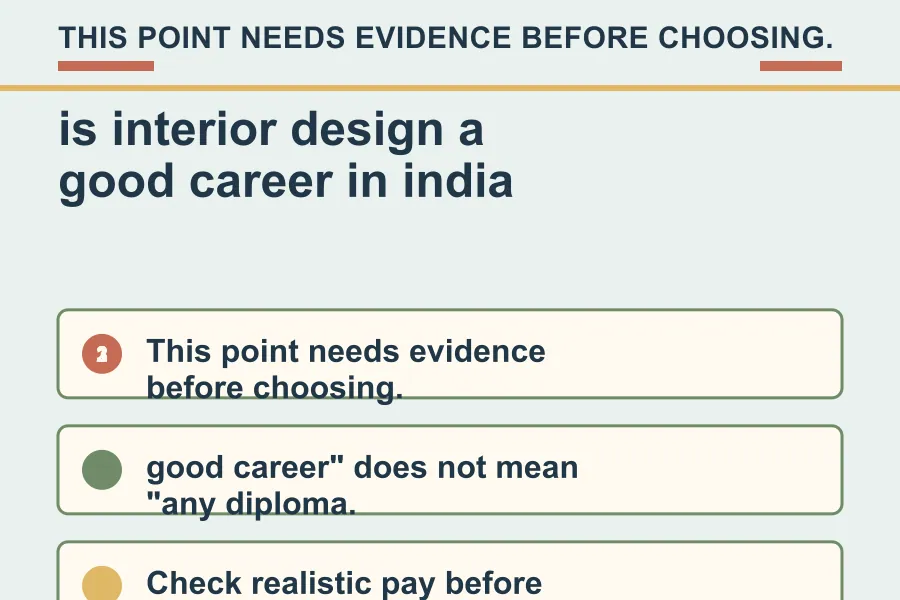 THIS POINT NEEDS EVIDENCE BEFORE CHOOSING.
is interior design a
good career in india
This point needs evidence
before choosing.
good career" does not mean
"any diploma.
Check realistic pay before